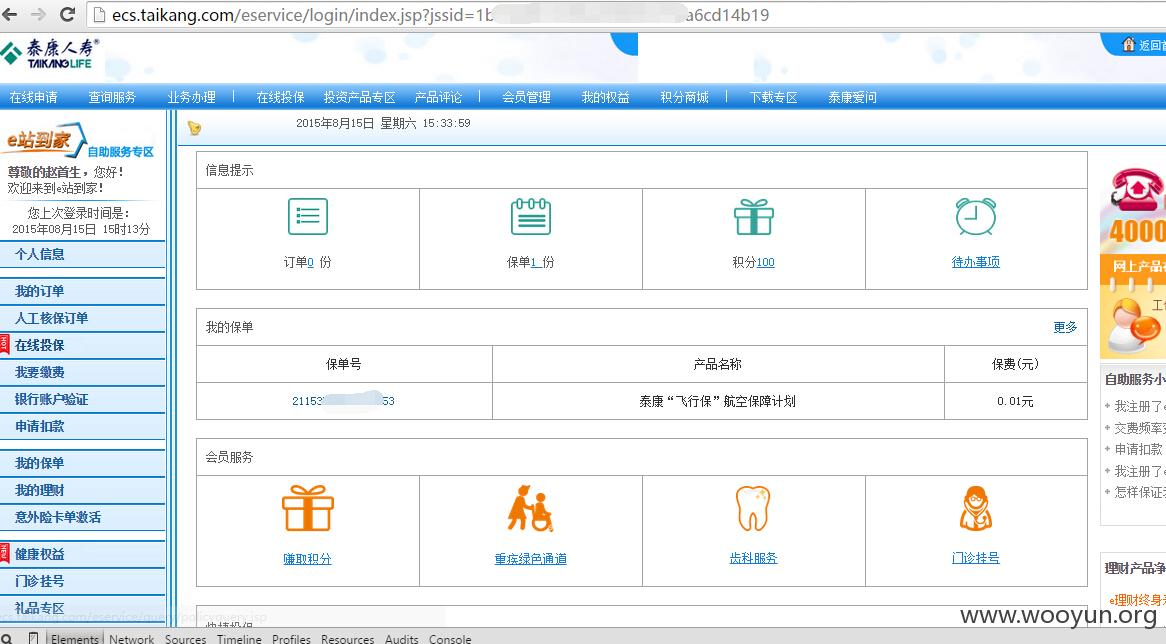 ecs.taikang.com/eservice/login/index.jsp?jssid=1b a6cd14b19
泰康人寿®
TAIKANG LIFE
返回首
在线申请 查询服务 业务办理 在线投保 投资产品专区 产品评论 会员管理 我的权益 积分商城 下载专区 泰康爱问
e站到家
自助服务专区
2015年8月15日 星期六 15:33:59
尊敬的赵首生,您好!
欢迎来到e站到家!
您上次登录时间是:
2015年08月15日 15时13分
个人信息
我的订单
人工核保订单
HOT
在线投保
我要缴费
银行账户验证
申请扣款
我的保单
我的理财
意外险卡单激活
NEW
健康权益
门诊挂号
礼品专区
信息提示
订单0 份
保单1 份
积分100
待办事项
我的保单
更多
保单号 产品名称 保费(元)
2115 53 泰康“飞行保”航空保障计划 0.01元
会员服务
赚取积分
重疾绿色通道
齿科服务
门诊挂号
4000
网上产品
自助服务小
我注册了
交费频率
申请扣款
我注册了
怎样保证
理财产品
e理财终身
www.wooyun.org
Elements Network Sources Timeline Profiles Resources Audits Console